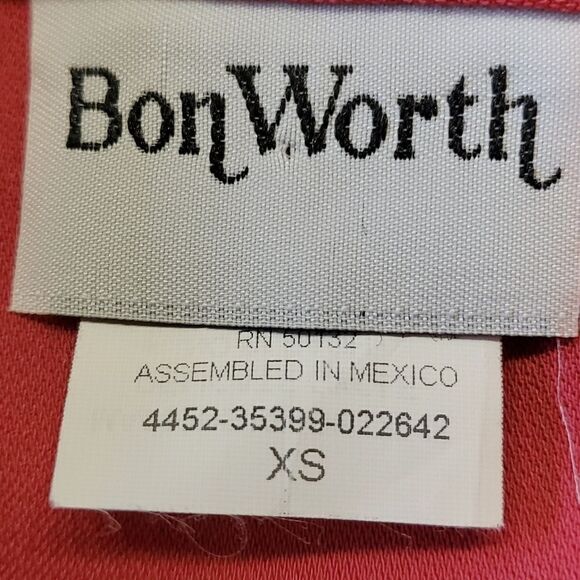 BonWorth
RN 50132
ASSEMBLED IN MEXICO
4452-35399-022642
XS